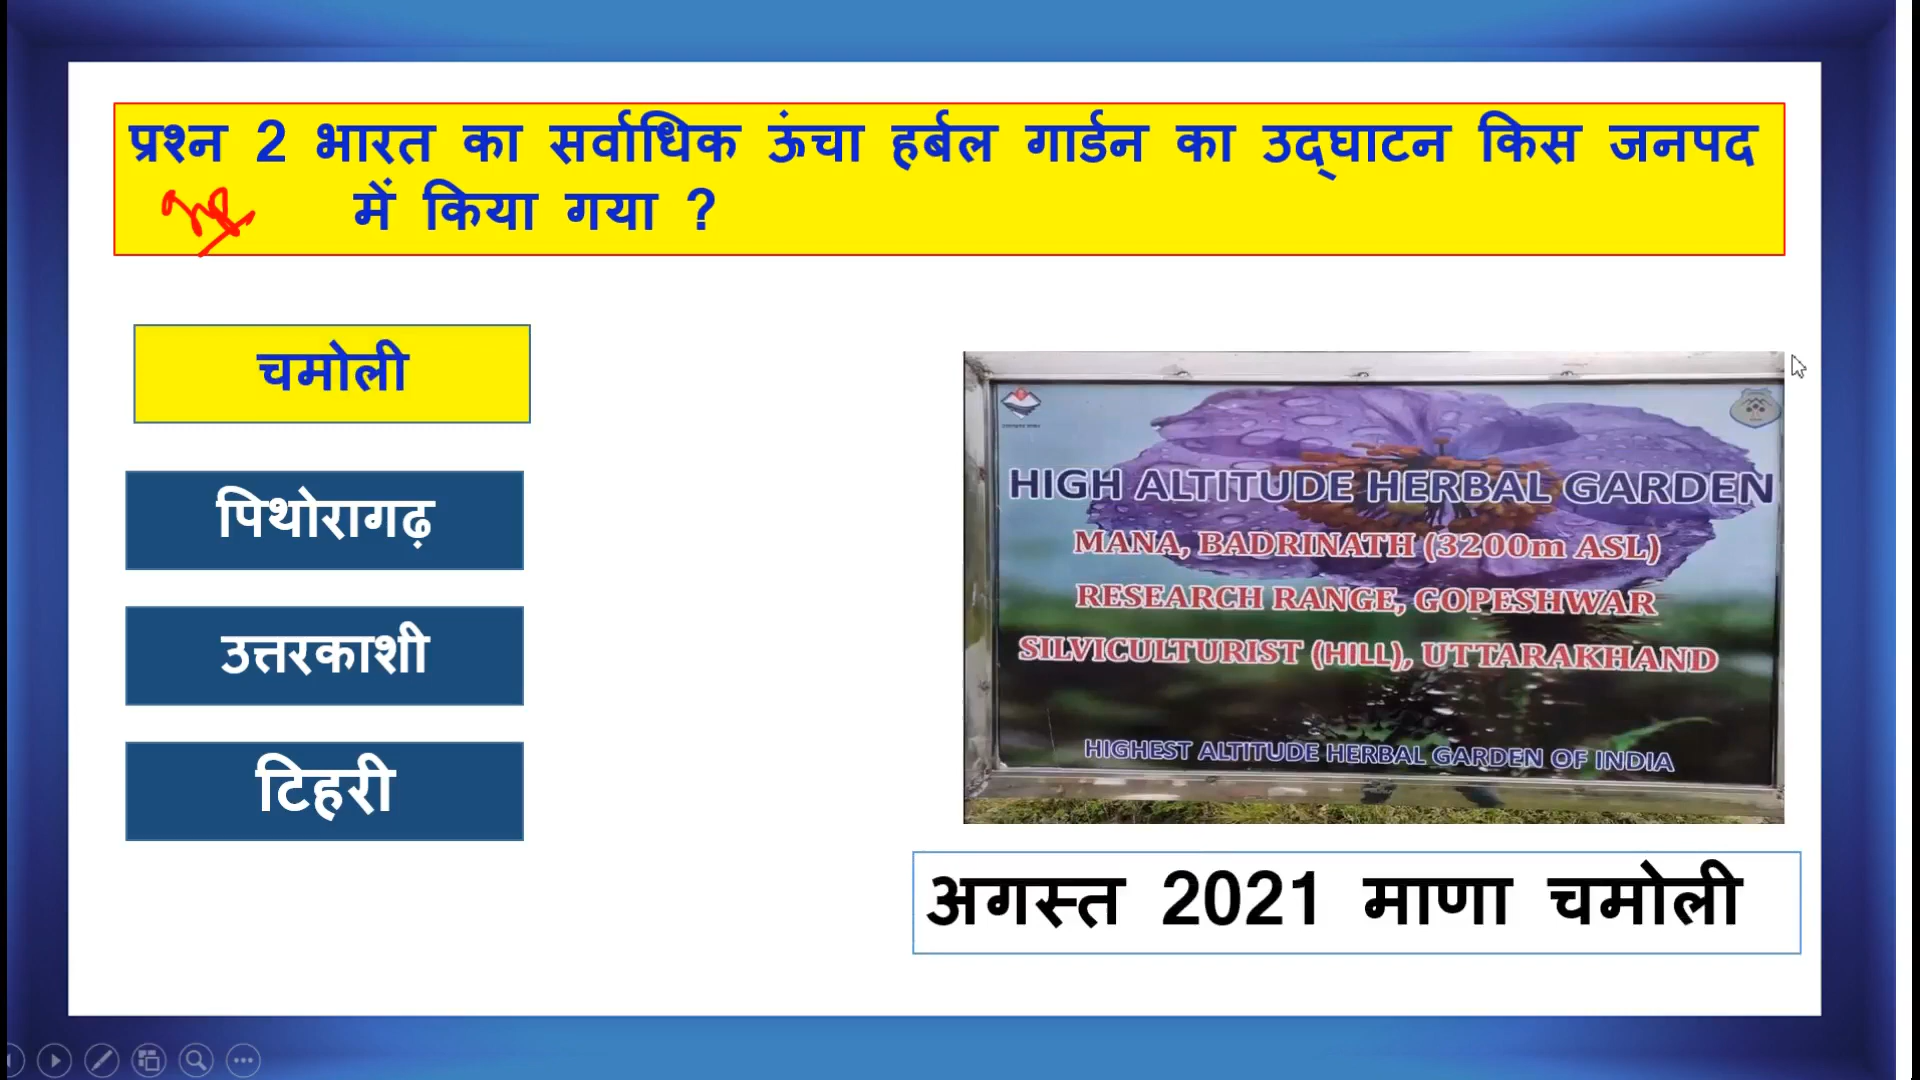 प्रश्न 2 भारत का सर्वाधिक ऊंचा हर्बल गार्डन का उद्घाटन किस जनपद
में किया गया ?
चमोली
पिथोरागढ़
उत्तरकाशी
टिहरी
HIGH ALTITUDE HERBAL GARDEN
MANA, BADRINATH (3200m ASL)
RESEARCH RANGE, GOPESHWAR
SILVICULTURIST (HILL), UTTARAKHAND
HIGHEST ALTITUDE HERBAL GARDEN OF INDIA
अगस्त 2021 माणा चमोली